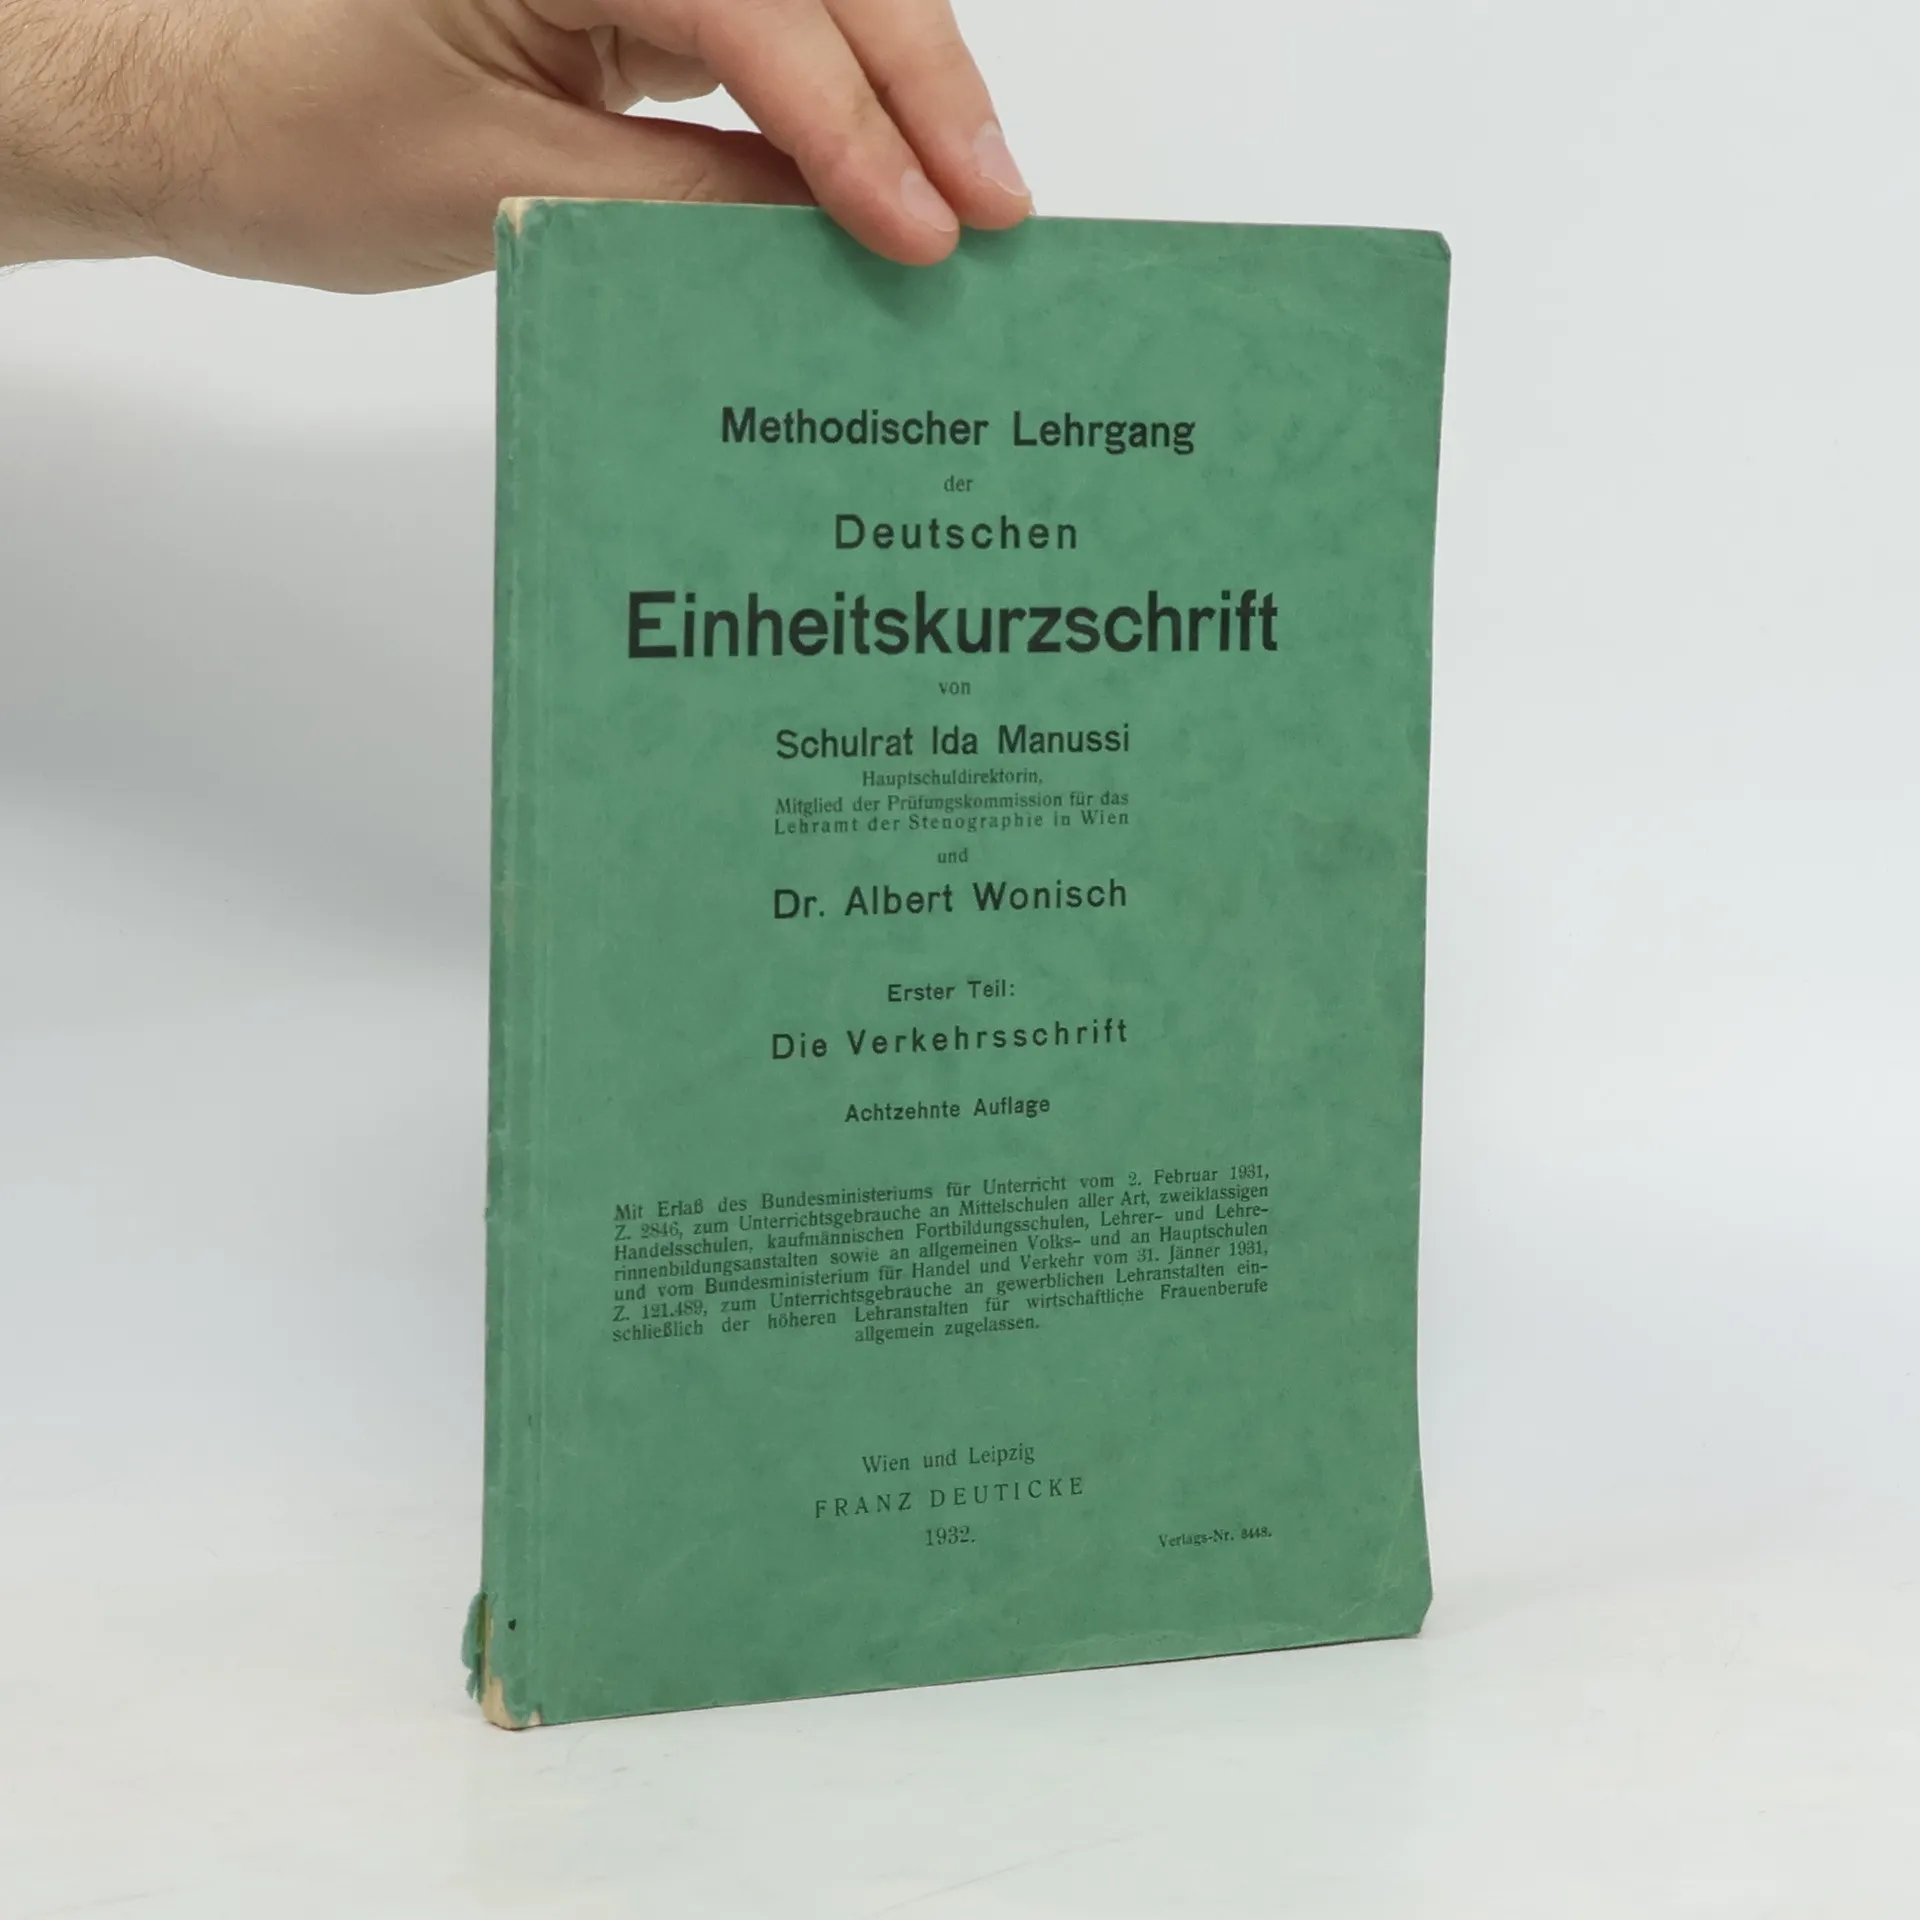 Methodischer Lehrgang
der
Deutschen
Einheitskurzschrift
von
Schulrat Ida Manussi
Hauptschuldirektorin,
Mitglied der Prüfungskommission für das
Lehramt der Stenographie in Wien
und
Dr. Albert Wonisch
Erster Teil:
Die Verkehrsschrift
Achtzehnte Auflage
Mit Erlaß des Bundesministeriums für Unterricht vom 2. Februar 1931,
Z. 2846, zum Unterrichtsgebrauche an Mittelschulen aller Art, zweiklassigen
Handelsschulen, kaufmännischen Fortbildungsschulen, Lehrer- und Lehre-
rinnenbildungsanstalten sowie an allgemeinen Volks- und an Hauptschulen
und vom Bundesministerium für Handel und Verkehr vom 31. Jänner 1931,
Z. 121.489, zum Unterrichtsgebrauche an gewerblichen Lehranstalten ein-
schließlich der höheren Lehranstalten für wirtschaftliche Frauenberufe
allgemein zugelassen.
Wien und Leipzig
FRANZ DEUTICKE
1932.
Verlags-Nr. 3448.